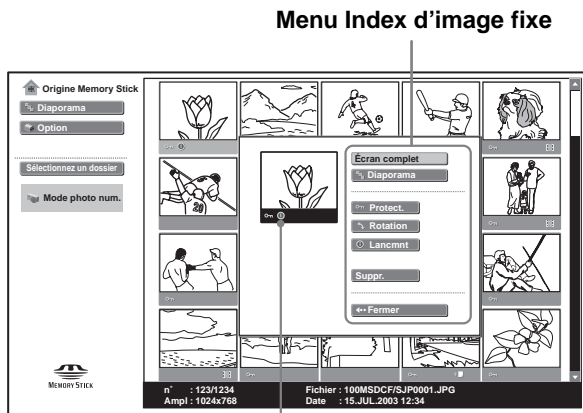 Menu Index d’image fixe
Origine Memory Stick
Diaporama
Option
Sélectionnez un dossier
Mode photo num.
Écran complet
Diaporama
Protect.
Rotation
Lancmnt
Suppr.
Fermer
20
MEMORY STICK
n° : 123/1234
Ampl : 1024x768
Fichier : 100MSDCF/SJP0001.JPG
Date : 15.JUL.2003 12:34